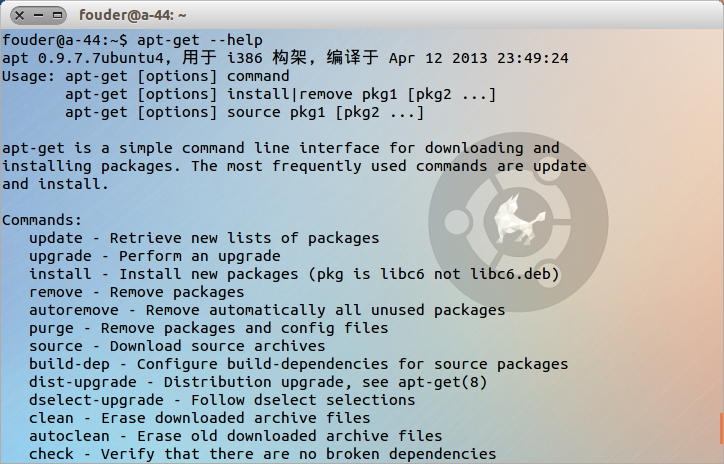 fouder@a-44: ~
fouder@a-44:~$ apt-get --help
apt 0.9.7.7ubuntu4，用于 i386 构架，编译于 Apr 12 2013 23:49:24
Usage: apt-get [options] command
       apt-get [options] install|remove pkg1 [pkg2 ...]
       apt-get [options] source pkg1 [pkg2 ...]

apt-get is a simple command line interface for downloading and
installing packages. The most frequently used commands are update
and install.

Commands:
   update - Retrieve new lists of packages
   upgrade - Perform an upgrade
   install - Install new packages (pkg is libc6 not libc6.deb)
   remove - Remove packages
   autoremove - Remove automatically all unused packages
   purge - Remove packages and config files
   source - Download source archives
   build-dep - Configure build-dependencies for source packages
   dist-upgrade - Distribution upgrade, see apt-get(8)
   dselect-upgrade - Follow dselect selections
   clean - Erase downloaded archive files
   autoclean - Erase old downloaded archive files
   check - Verify that there are no broken dependencies